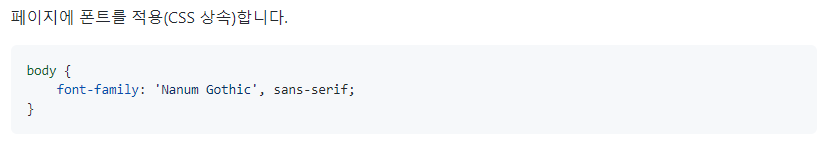 페이지에 폰트를 적용(CSS 상속)합니다.
body {
    font-family: 'Nanum Gothic', sans-serif;
}